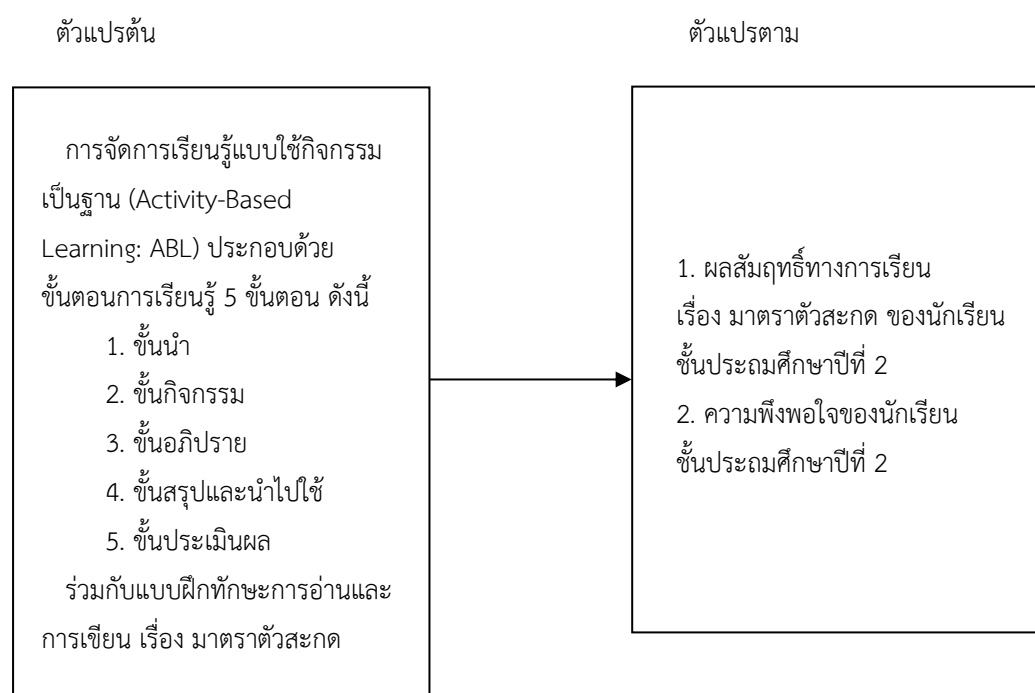 ตัวแปรต้น
ตัวแปรตาม
การจัดการเรียนรู้แบบใช้กิจกรรม
เป็นฐาน (Activity-Based
Learning: ABL) ประกอบด้วย
ขั้นตอนการเรียนรู้ 5 ขั้นตอน ดังนี้
1. ขั้นนำ
2. ขั้นกิจกรรม
3. ขั้นอภิปราย
4. ขั้นสรุปและนำไปใช้
5. ขั้นประเมินผล
ร่วมกับแบบฝึกทักษะการอ่านและ
การเขียน เรื่อง มาตราตัวสะกด
1. ผลสัมฤทธิ์ทางการเรียน
เรื่อง มาตราตัวสะกด ของนักเรียน
ชั้นประถมศึกษาปีที่ 2
2. ความพึงพอใจของนักเรียน
ชั้นประถมศึกษาปีที่ 2